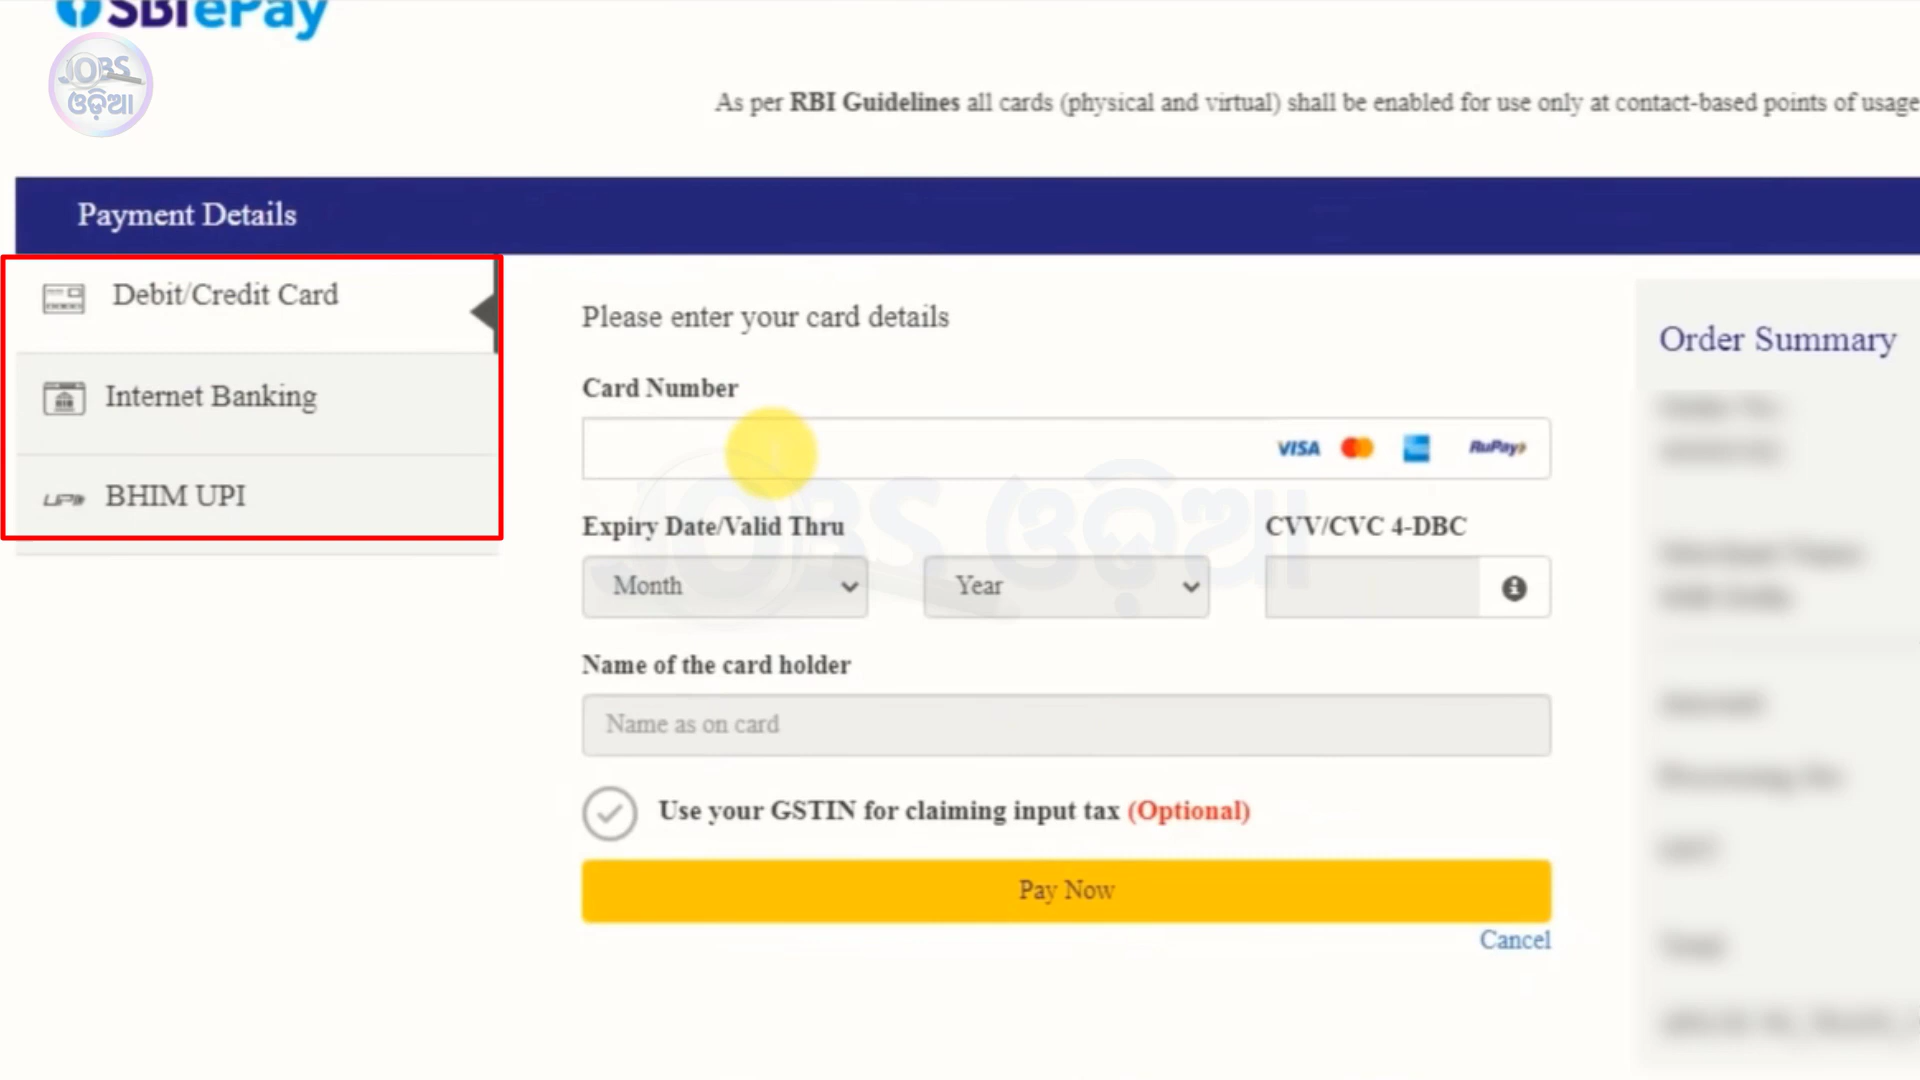 SBIePay
JOBS
ଓଡ଼ିଆ
As per RBI Guidelines all cards (physical and virtual) shall be enabled for use only at contact-based points of usage
Payment Details
Debit/Credit Card
Internet Banking
UPI BHIM UPI
Please enter your card details
Card Number
VISA RuPay
Expiry Date/Valid Thru
CVV/CVC 4-DBC
Month
Year
Name of the card holder
Name as on card
Use your GSTIN for claiming input tax (Optional)
Pay Now
Cancel
Order Summary
JOBS ଓଡ଼ିଆ